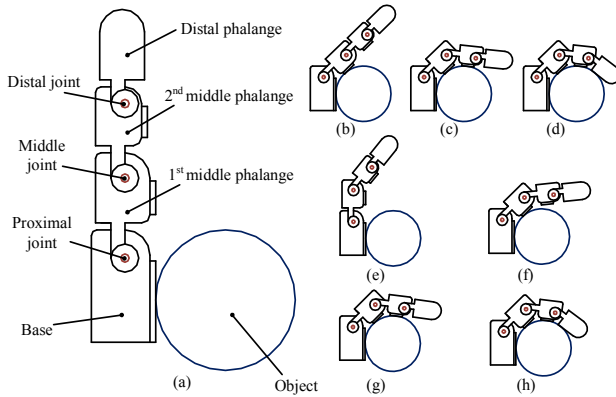 Distal phalange
Distal joint
2nd middle phalange
Middle
joint
1st middle phalange
Proximal
joint
Base
(a)
Object
(b)
(c)
(d)
(e)
(f)
(g)
(h)